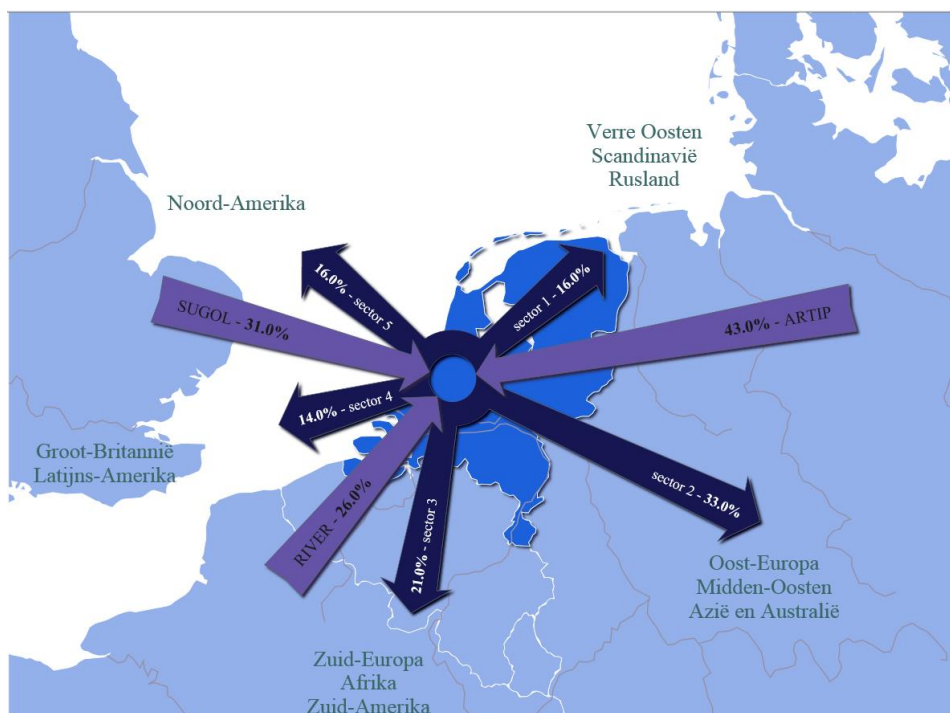 Verre Oosten
Scandinavië
Rusland
Noord-Amerika
16.0% - sector 5
sector 1 - 16.0%
SUGOL - 31.0%
43.0% - ARTIP
14.0% - sector 4
Groot-Britannië
Latijns-Amerika
RIVER - 26.0%
21.0% - sector 3
sector 2 - 33.0%
Oost-Europa
Midden-Oosten
Azië en Australië
Zuid-Europa
Afrika
Zuid-Amerika